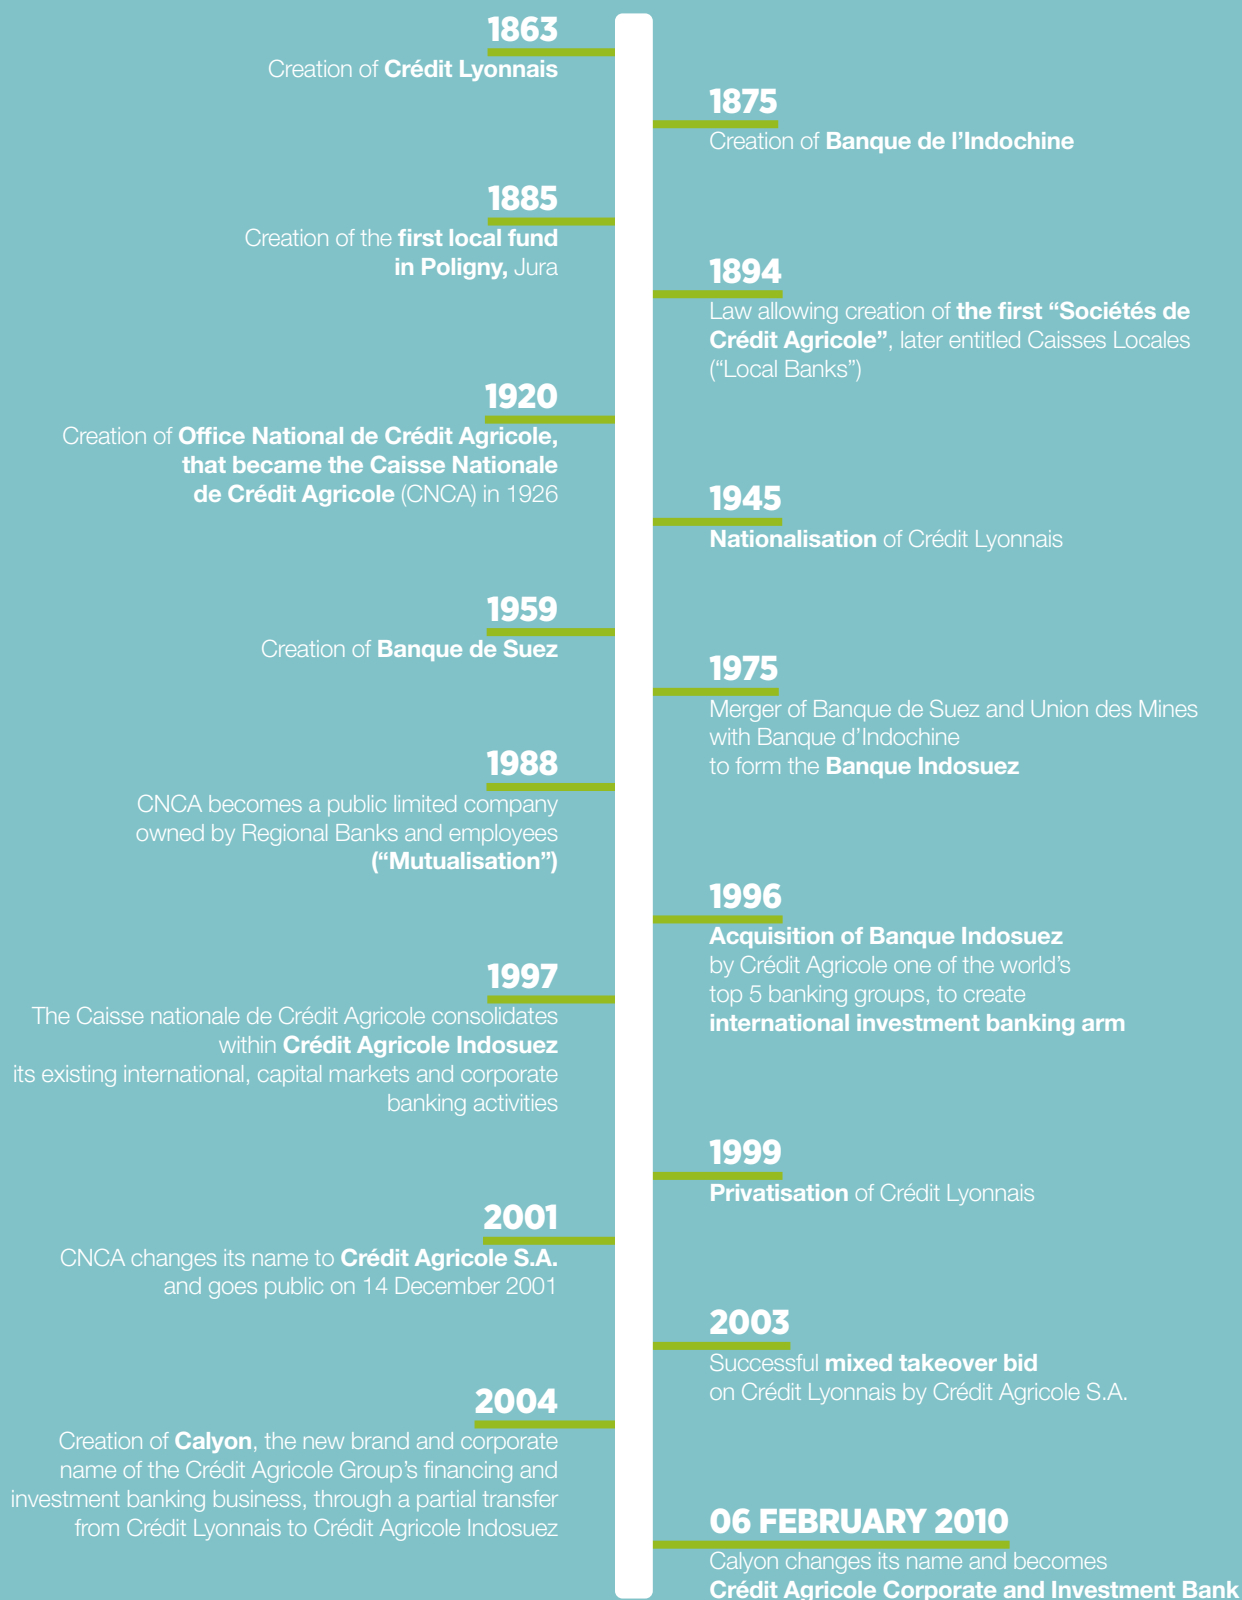 1863
Creation of Crédit Lyonnais
1875
Creation of Banque de l’Indochine
1885
Creation of the first local fund
in Poligny, Jura
1894
Law allowing creation of the first “Sociétés de
Crédit Agricole”, later entitled Caisses Locales
(“Local Banks”)
1920
Creation of Office National de Crédit Agricole,
that became the Caisse Nationale
de Crédit Agricole (CNCA) in 1926
1945
Nationalisation of Crédit Lyonnais
1959
Creation of Banque de Suez
1975
Merger of Banque de Suez and Union des Mines
with Banque d’Indochine
to form the Banque Indosuez
1988
CNCA becomes a public limited company
owned by Regional Banks and employees
(“Mutualisation”)
1996
Acquisition of Banque Indosuez
by Crédit Agricole one of the world’s
top 5 banking groups, to create
international investment banking arm
1997
The Caisse nationale de Crédit Agricole consolidates
within Crédit Agricole Indosuez
its existing international, capital markets and corporate
banking activities
1999
Privatisation of Crédit Lyonnais
2001
CNCA changes its name to Crédit Agricole S.A.
and goes public on 14 December 2001
2003
Successful mixed takeover bid
on Crédit Lyonnais by Crédit Agricole S.A.
2004
Creation of Calyon, the new brand and corporate
name of the Crédit Agricole Group’s financing and
investment banking business, through a partial transfer
from Crédit Lyonnais to Crédit Agricole Indosuez
06 FEBRUARY 2010
Calyon changes its name and becomes
Crédit Agricole Corporate and Investment Bank